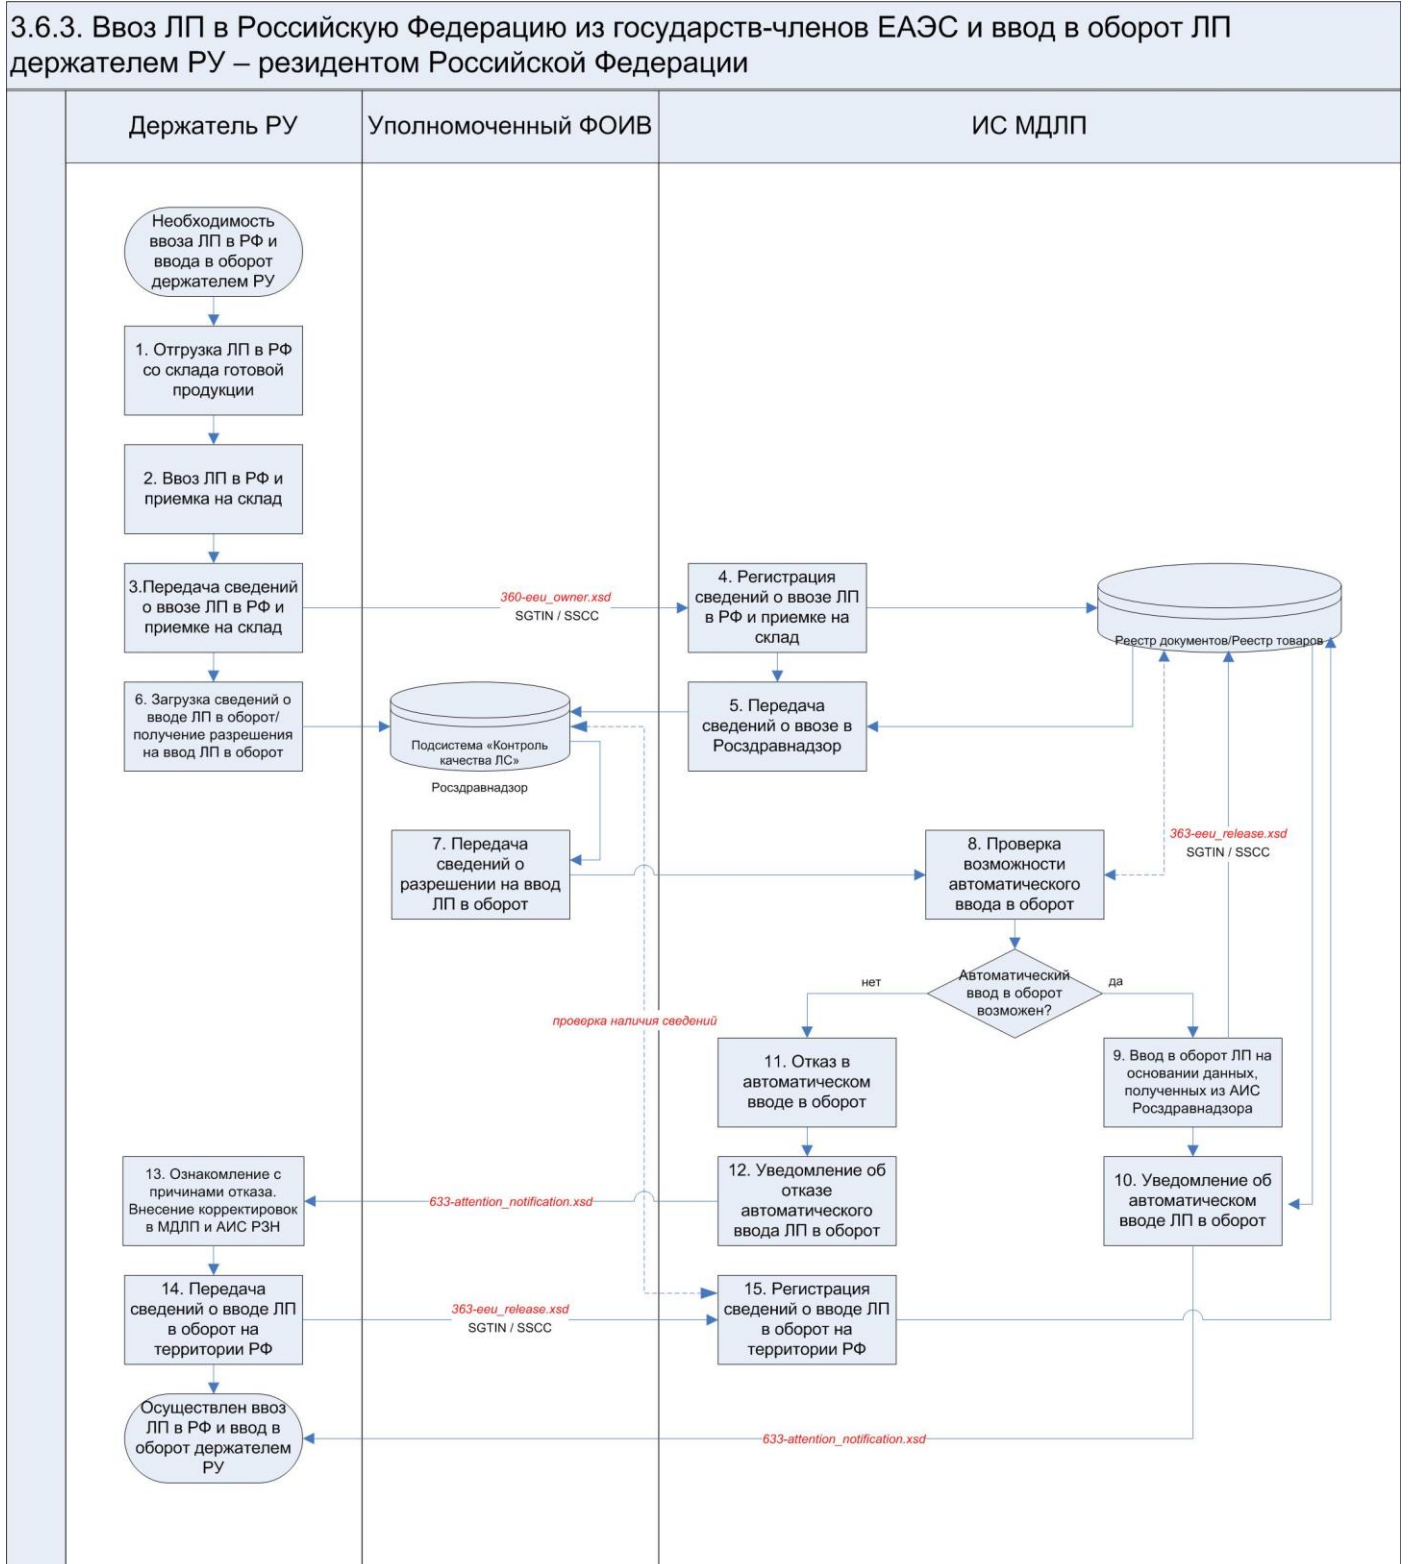 3.6.3. Ввоз ЛП в Российскую Федерацию из государств-членов ЕАЭС и ввод в оборот ЛП
держателем РУ – резидентом Российской Федерации
Держатель РУ
Уполномоченный ФОИВ
ИС МДЛП
Необходимость
ввоза ЛП в РФ и
ввода в оборот
держателем РУ
1. Отгрузка ЛП в РФ
со склада готовой
продукции
2. Ввоз ЛП в РФ и
приемка на склад
3.Передача сведений
о ввозе ЛП в РФ и
приемке на склад
360-eeu_owner.xsd
SGTIN / SSCC
4. Регистрация
сведений о ввозе ЛП
в РФ и приемке на
склад
Реестр документов/Реестр товаров
6. Загрузка сведений о
вводе ЛП в оборот/
получение разрешения
на ввод ЛП в оборот
Подсистема «Контроль
качества ЛС»
Росздравнадзор
5. Передача
сведений о ввозе в
Росздравнадзор
7. Передача
сведений о
разрешении на ввод
ЛП в оборот
8. Проверка
возможности
автоматического
ввода в оборот
363-eeu_release.xsd
SGTIN / SSCC
Автоматический
ввод в оборот
возможен?
нет
да
проверка наличия сведений
11. Отказ в
автоматическом
вводе в оборот
9. Ввод в оборот ЛП на
основании данных,
полученных из АИС
Росздравнадзора
13. Ознакомление с
причинами отказа.
Внесение корректировок
в МДЛП и АИС РЗН
633-attention_notification.xsd
12. Уведомление об
отказе
автоматического
ввода ЛП в оборот
10. Уведомление об
автоматическом
вводе ЛП в оборот
14. Передача
сведений о вводе ЛП
в оборот на
территории РФ
363-eeu_release.xsd
SGTIN / SSCC
15. Регистрация
сведений о вводе ЛП
в оборот на
территории РФ
Осуществлен ввоз
ЛП в РФ и ввод в
оборот держателем
РУ
633-attention_notification.xsd